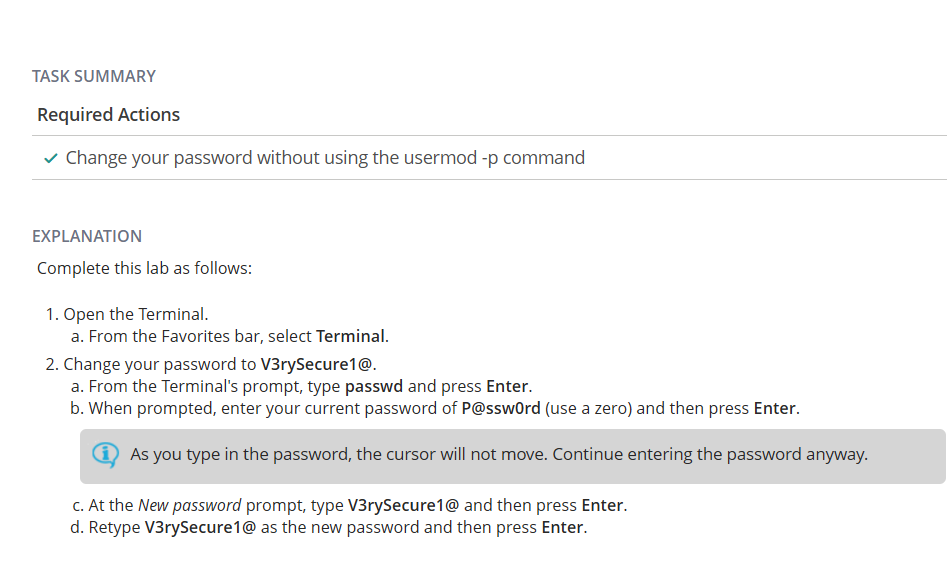 TASK SUMMARY
Required Actions
Change your password without using the usermod -p command
EXPLANATION
Complete this lab as follows:
1. Open the Terminal.
a. From the Favorites bar, select Terminal.
2. Change your password to V3rySecure1@.
a. From the Terminal's prompt, type passwd and press Enter.
b. When prompted, enter your current password of P@ssw0rd (use a zero) and then press Enter.
As you type in the password, the cursor will not move. Continue entering the password anyway.
c. At the New password prompt, type V3rySecure1@ and then press Enter.
d. Retype V3rySecure1@ as the new password and then press Enter.